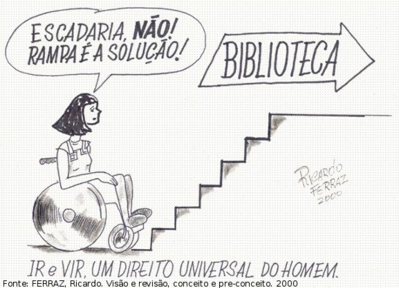 ESCADARIA, NÃO!
RAMPA É A SOLUÇÃO!
BIBLIOTECA
RICARDO
FERRAZ
2000
IR e VIR, UM DIREITO UNIVERSAL DO HOMEM.
Fonte: FERRAZ, Ricardo. Visão e revisão, conceito e pre-conceito. 2000